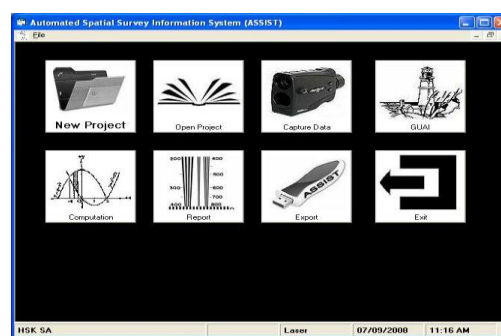 Automated Spatial Survey Information System (ASSIST)
File
New Project
Open Project
Capture Data
GUAI
Computation
Report
ASSIST
Export
Exit
HSK SA
Laser
07/09/2008
11:16 AM